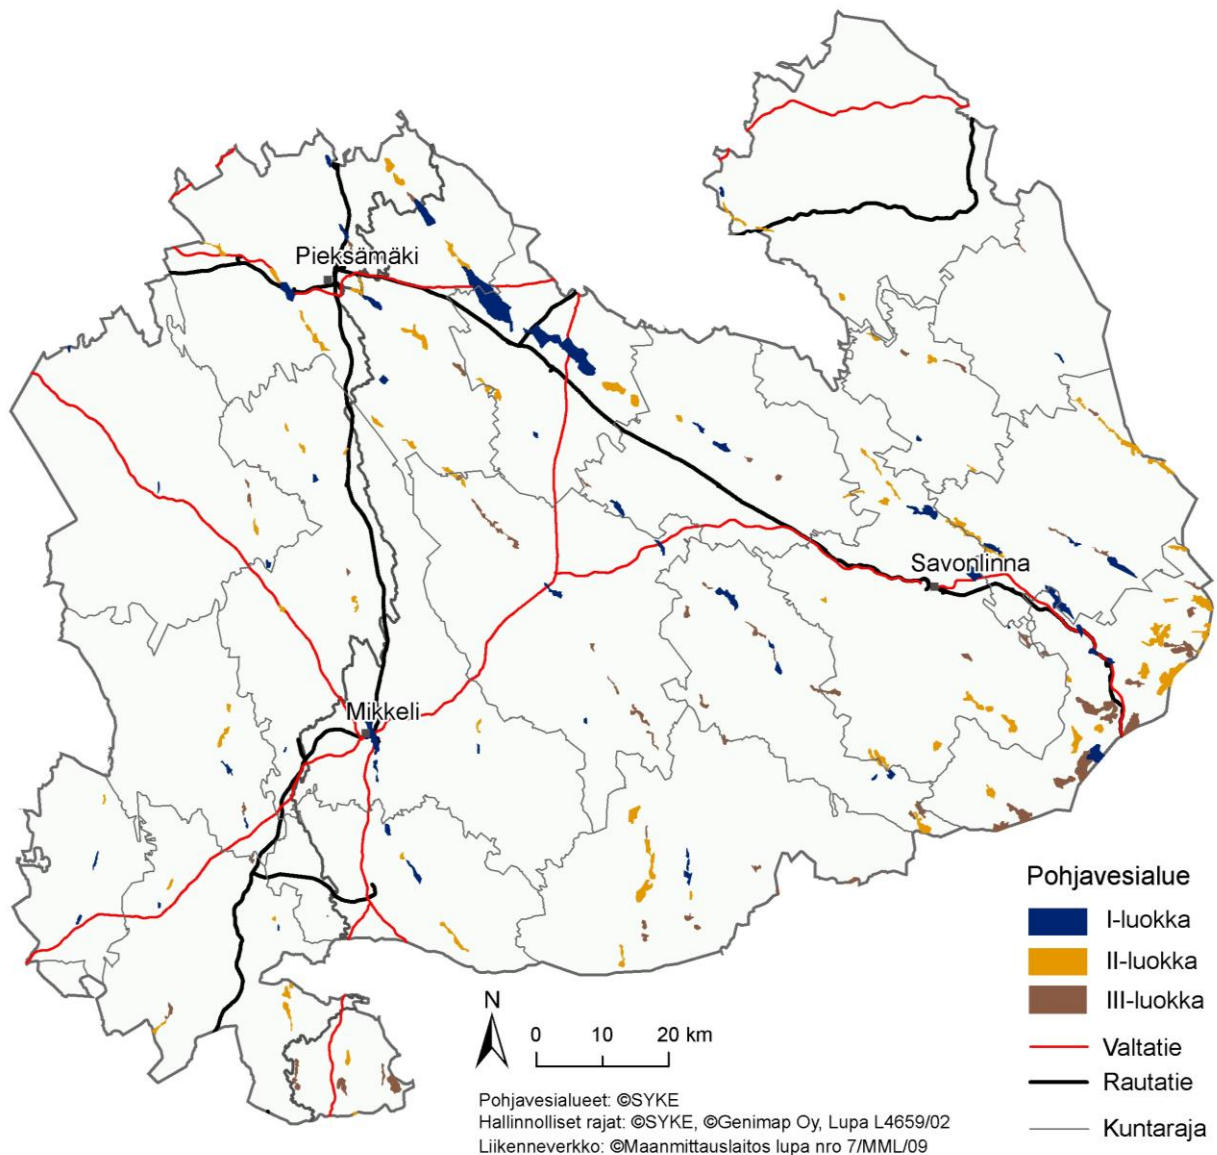 Pieksämäki
Savonlinna
Mikkeli
Pohjavesialue
I-luokka
II-luokka
III-luokka
Valtatie
Rautatie
Kuntaraja
N
0 10 20 km
Pohjavesialueet: ©SYKE
Hallinnolliset rajat: ©SYKE, ©Genimap Oy, Lupa L4659/02
Liikenneverkko: ©Maanmittauslaitos lupa nro 7/MML/09